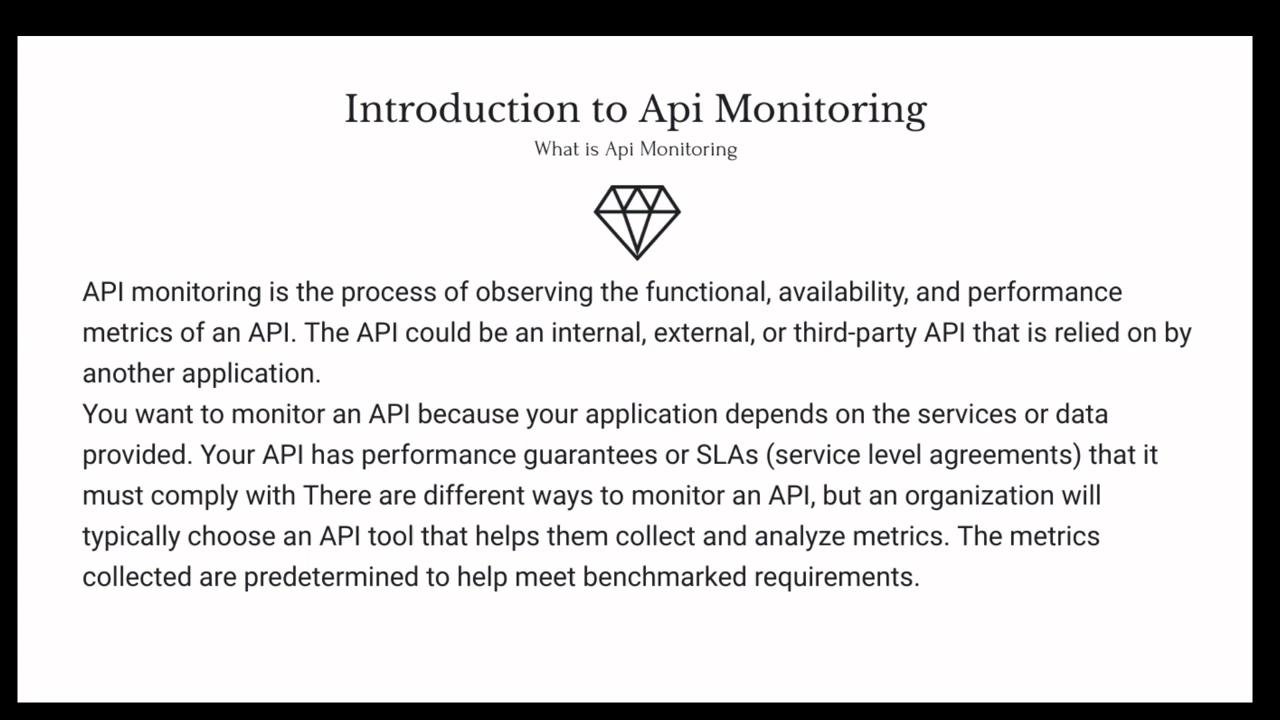 Introduction to Api Monitoring
What is Api Monitoring
API monitoring is the process of observing the functional, availability, and performance
metrics of an API. The API could be an internal, external, or third-party API that is relied on by
another application.
You want to monitor an API because your application depends on the services or data
provided. Your API has performance guarantees or SLAs (service level agreements) that it
must comply with There are different ways to monitor an API, but an organization will
typically choose an API tool that helps them collect and analyze metrics. The metrics
collected are predetermined to help meet benchmarked requirements.